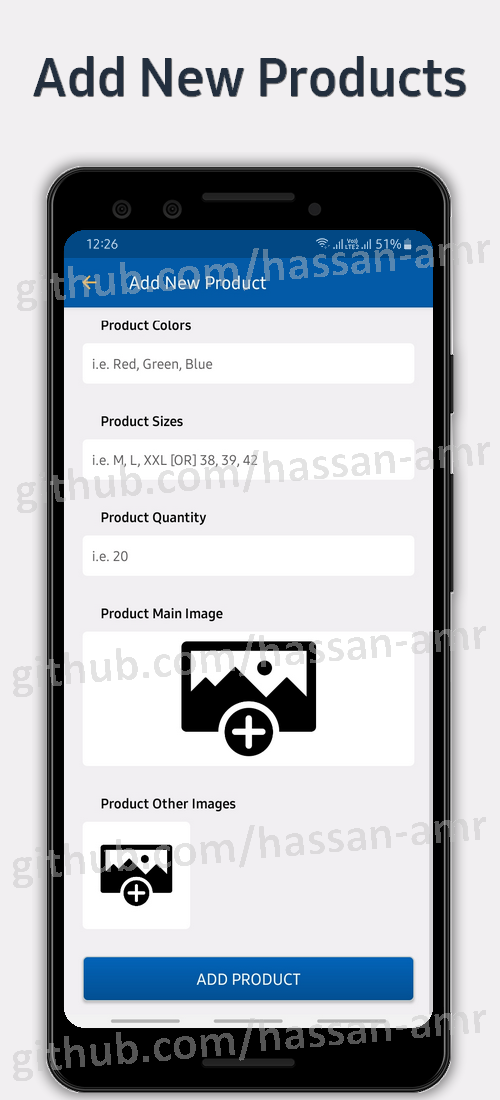 Add New Products
12:26
51%
github.com/hassan-amr
Add New Product
Product Colors
i.e. Red, Green, Blue
Product Sizes
i.e. M, L, XXL [OR] 38, 39, 42
github.com/hassan-amr
Product Quantity
i.e. 20
Product Main Image
github.com/hassan-amr
Product Other Images
github.com/hassan-amr
ADD PRODUCT
github.com/hassan-amr